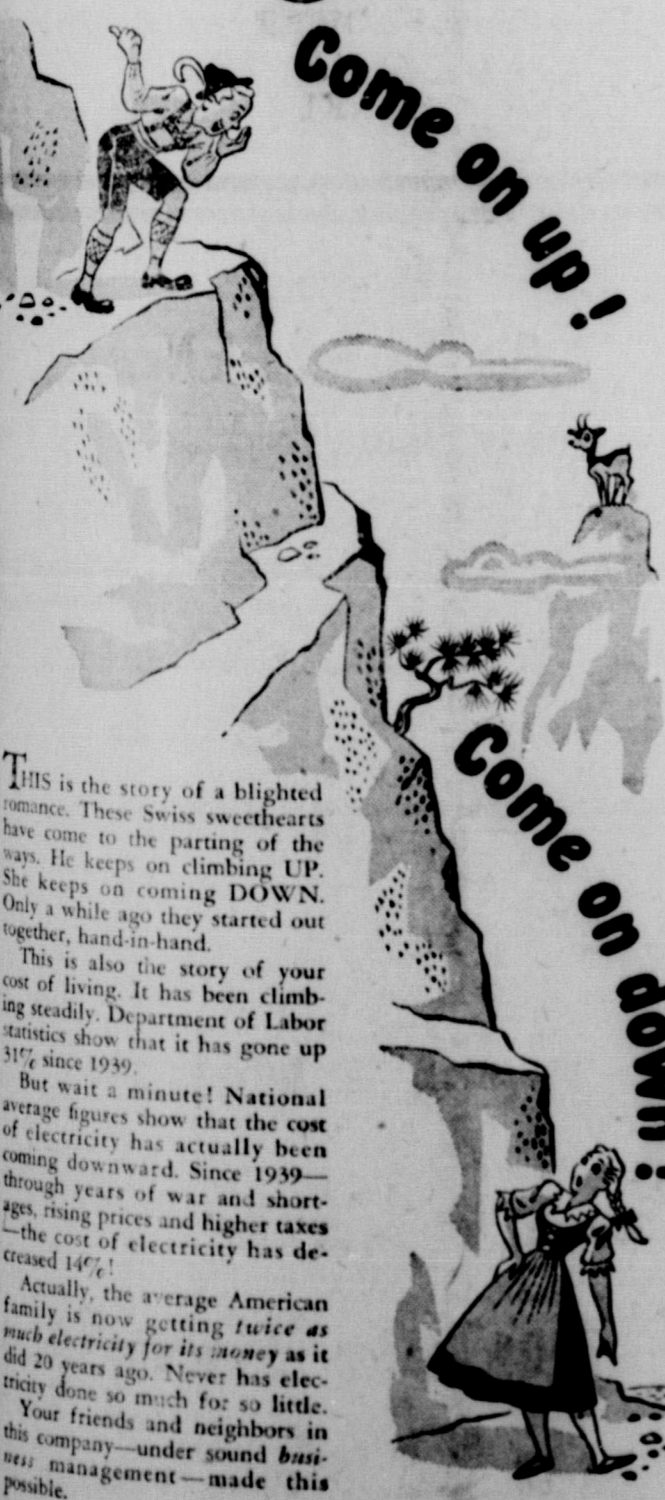 Come on up!
Come on down!
THIS is the story of a blighted
romance. These Swiss sweethearts
have come to the parting of the
ways. He keeps on climbing UP.
She keeps on coming DOWN.
Only a while ago they started out
together, hand-in-hand.
This is also the story of your
cost of living. It has been climb-
ing steadily. Department of Labor
statistics show that it has gone up
31% since 1939.
But wait a minute! National
average figures show that the cost
of electricity has actually been
coming downward. Since 1939—
through years of war and short-
ages, rising prices and higher taxes
—the cost of electricity has de-
creased 14%!
Actually, the average American
family is now getting twice as
much electricity for its money as it
did 20 years ago. Never has elec-
tricity done so much for so little.
Your friends and neighbors in
this company—under sound busi-
ness management—made this
possible.